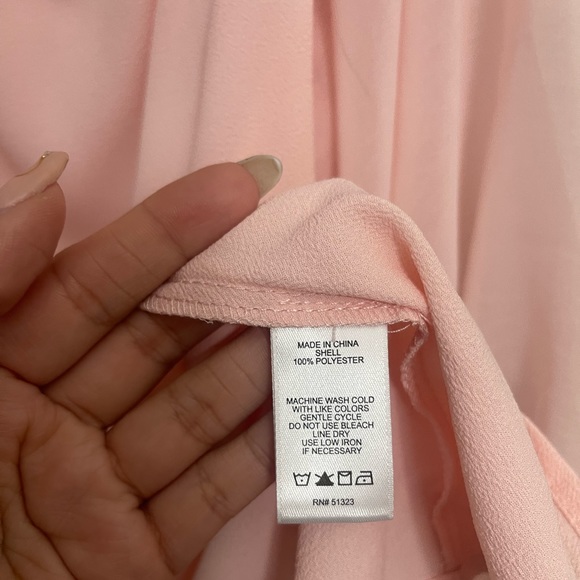 MADE IN CHINA
SHELL
100% POLYESTER
MACHINE WASH COLD
WITH LIKE COLORS
GENTLE CYCLE
DO NOT USE BLEACH
LINE DRY
USE LOW IRON
IF NECESSARY
RN# 51323